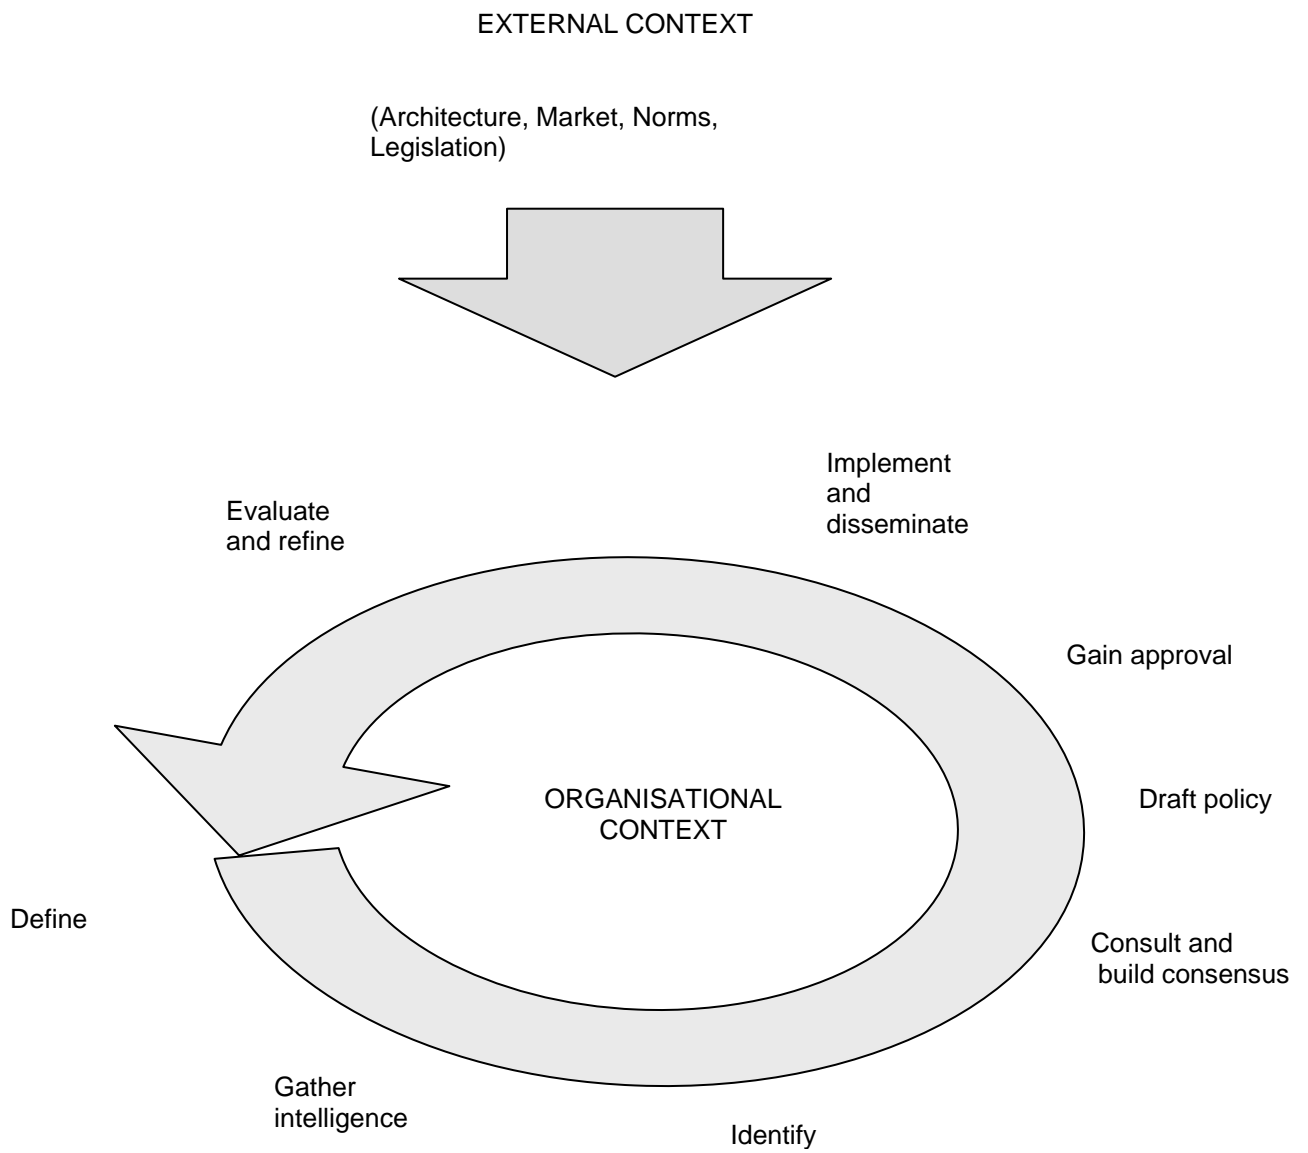 EXTERNAL CONTEXT
(Architecture, Market, Norms,
Legislation)
Implement
and
disseminate
Evaluate
and refine
Gain approval
ORGANISATIONAL
CONTEXT
Draft policy
Define
Consult and
build consensus
Gather
intelligence
Identify